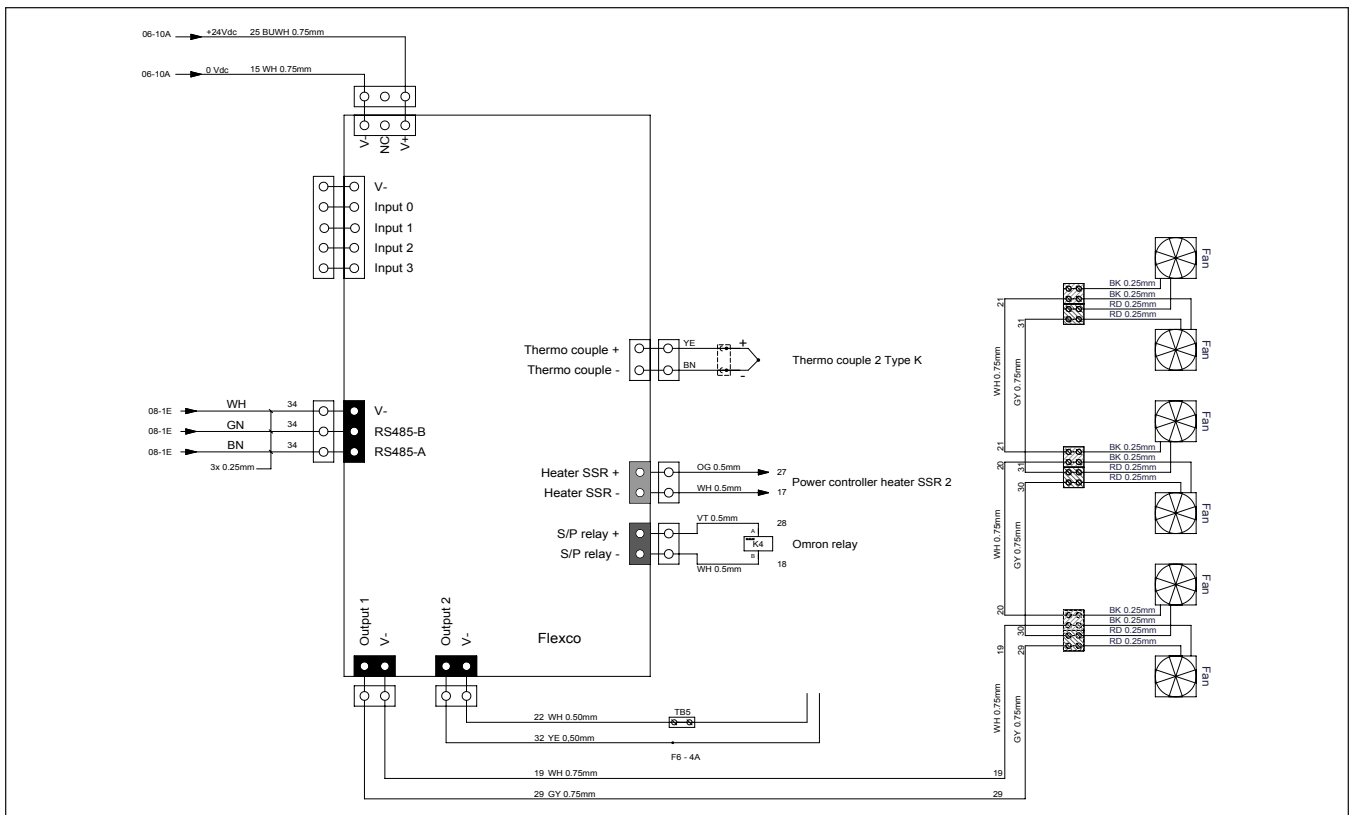 06-10A +24Vdc 25 BUWH 0.75mm
06-10A 0 Vdc 15 WH 0.75mm
V- NC V+
V-
Input 0
Input 1
Input 2
Input 3
Thermo couple + YE +
Thermo couple - BN -
Thermo couple 2 Type K
08-1E WH 34 V-
08-1E GN 34 RS485-B
08-1E BN 34 RS485-A
3x 0.25mm
Heater SSR + OG 0.5mm 27
Heater SSR - WH 0.5mm 17
Power controller heater SSR 2
S/P relay + VT 0.5mm 28
A
K4
B
Omron relay
S/P relay - WH 0.5mm 18
Output 1
V-
Output 2
V-
Flexco
22 WH 0.50mm TB5
32 YE 0,50mm
F6 - 4A
19 WH 0.75mm 19
29 GY 0.75mm 29
Fan
BK 0.25mm
21 BK 0.25mm
RD 0.25mm
31 RD 0.25mm
Fan
WH 0.75mm
GY 0.75mm
Fan
21 BK 0.25mm
20 BK 0.25mm
31 RD 0.25mm
30 RD 0.25mm
Fan
WH 0.75mm
GY 0.75mm
Fan
20 BK 0.25mm
BK 0.25mm
30 RD 0.25mm
19 29 RD 0.25mm
Fan
WH 0.75mm
GY 0.75mm